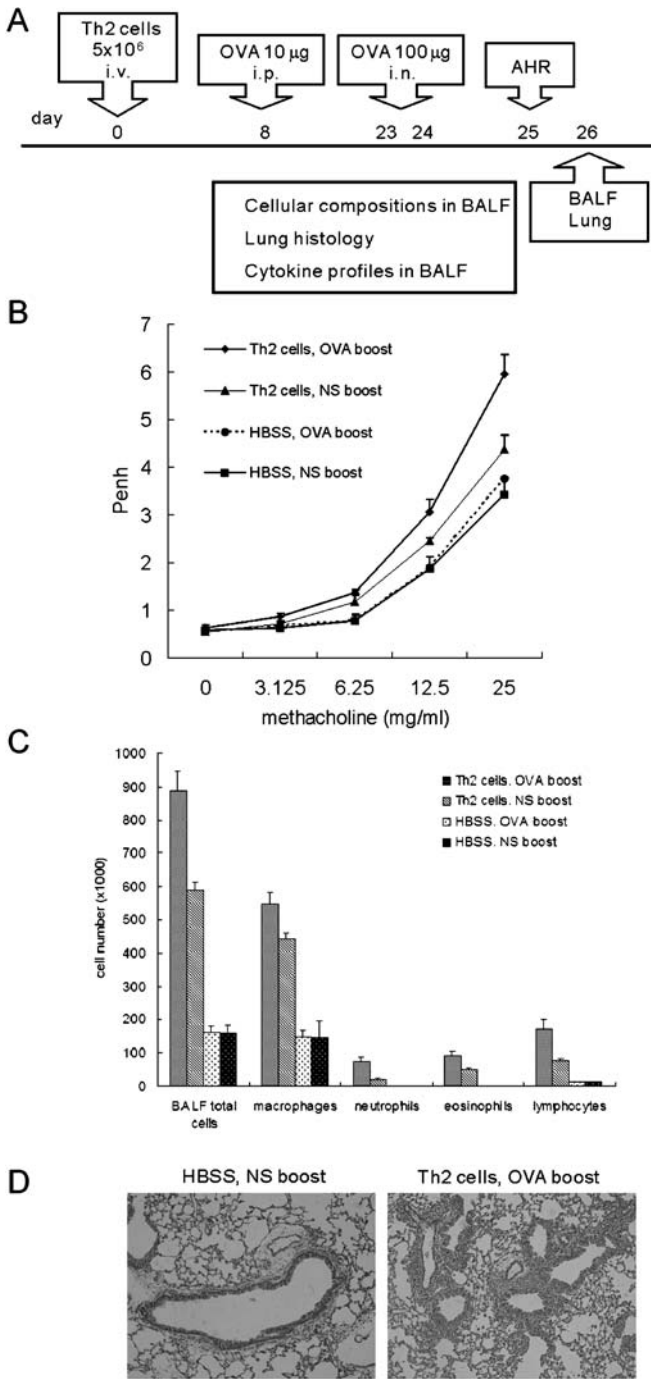 A
Th2 cells
5x10⁶
i.v.
OVA 10 μg
i.p.
OVA 100 μg
i.n.
AHR
day
0
8
23 24
25
26
Cellular compositions in BALF
Lung histology
Cytokine profiles in BALF
BALF
Lung
B
7
6
5
4
3
2
1
0
Penh
Th2 cells, OVA boost
Th2 cells, NS boost
HBSS, OVA boost
HBSS, NS boost
0 3.125 6.25 12.5 25
methacholine (mg/ml)
C
1000
900
800
700
600
500
400
300
200
100
0
cell number (x1000)
Th2 cells. OVA boost
Th2 cells. NS boost
HBSS. OVA boost
HBSS. NS boost
BALF total
cells
macrophages
neutrophils
eosinophils
lymphocytes
D
HBSS, NS boost
Th2 cells, OVA boost